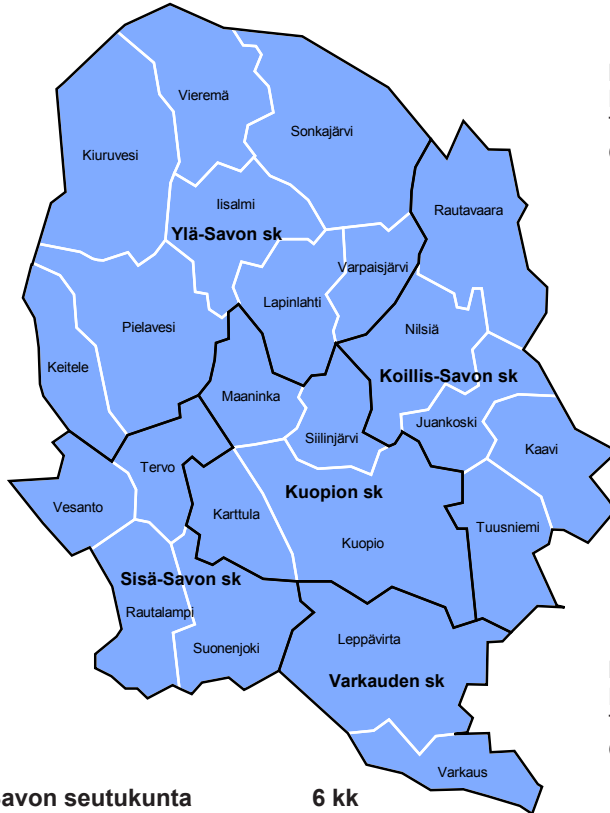 Vieremä
Sonkajärvi
Kiuruvesi
Iisalmi
Rautavaara
Ylä-Savon sk
Varpaisjärvi
Lapinlahti
Pielavesi
Nilsiä
Keitele
Koillis-Savon sk
Maaninka
Juankoski
Siilinjärvi
Kaavi
Tervo
Kuopion sk
Vesanto
Karttula
Tuusniemi
Kuopio
Sisä-Savon sk
Rautalampi
Leppävirta
Suonenjoki
Varkauden sk
Varkaus
avon seutukunta 6 kk